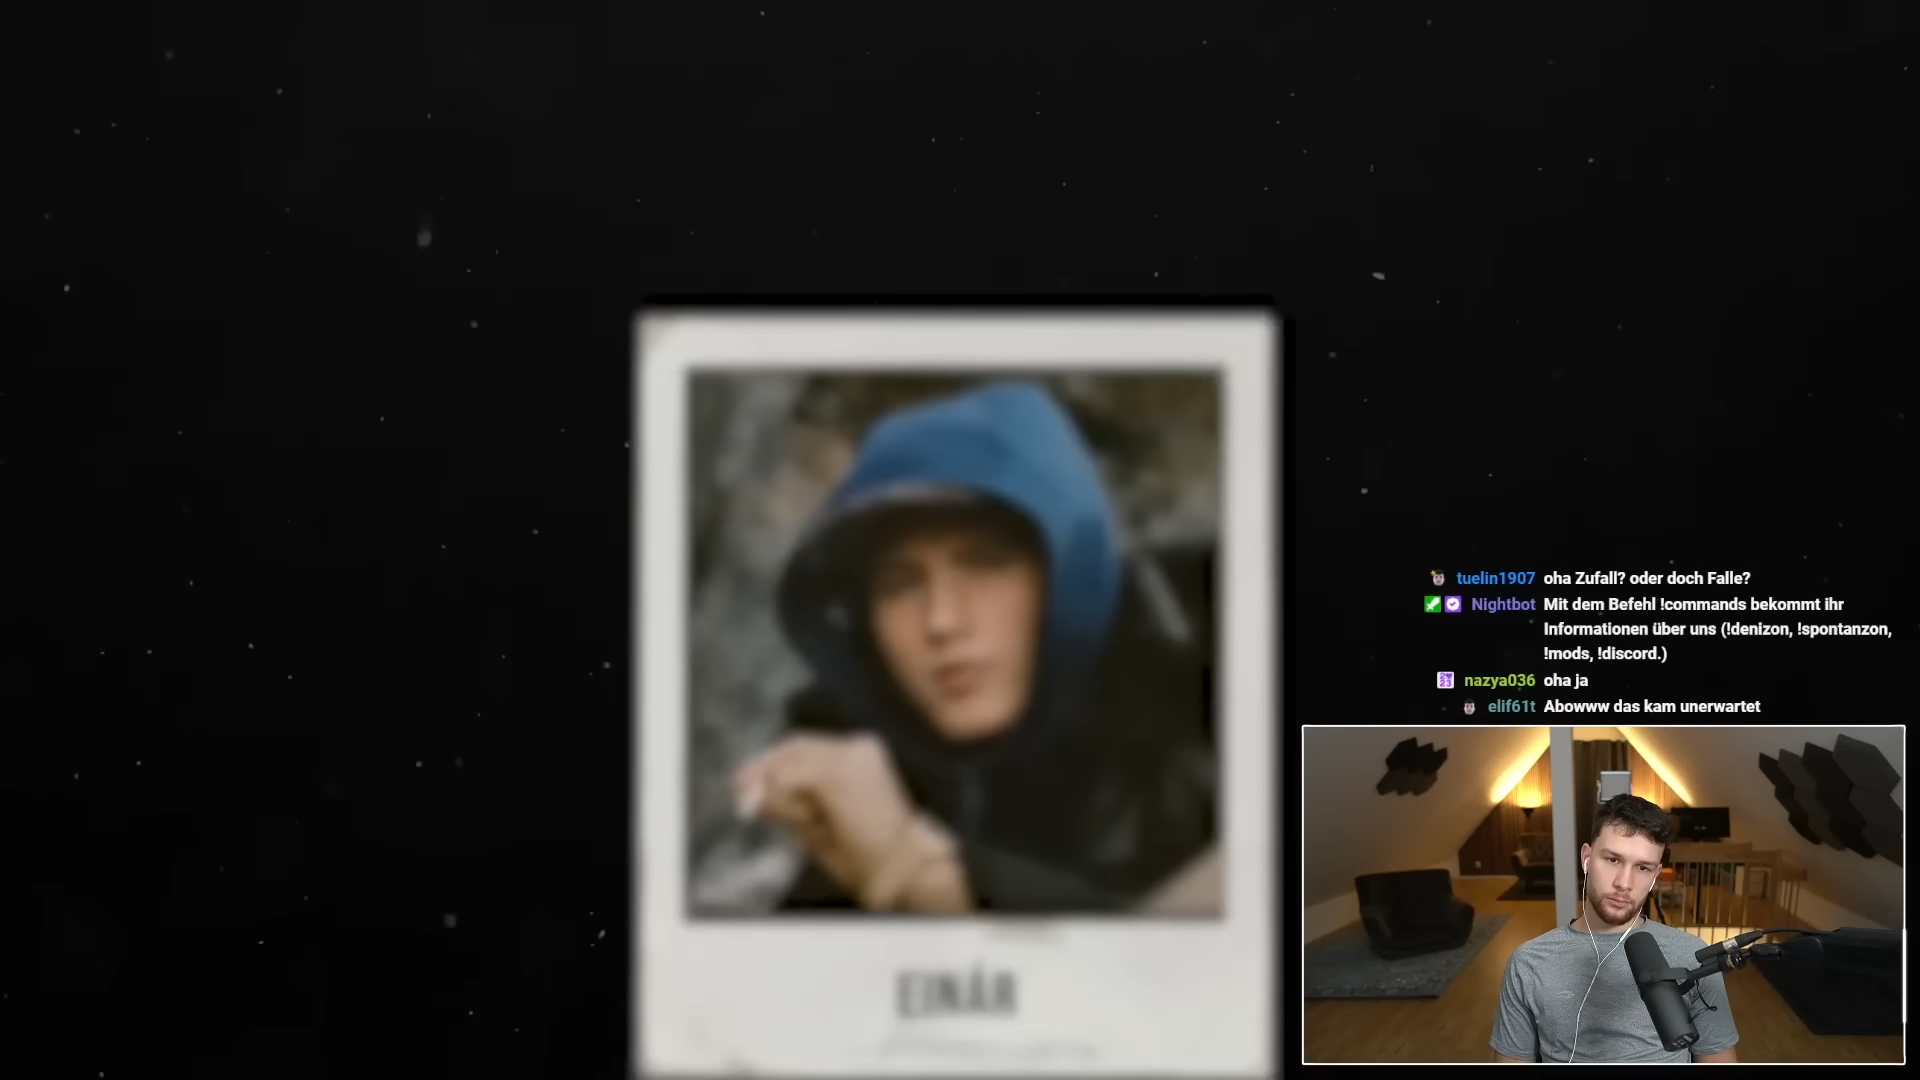 EINÁR
tuelin1907 oha Zufall? oder doch Falle?
Nightbot Mit dem Befehl !commands bekommt ihr
Informationen über uns (!denizon, !spontanzon,
!mods, !discord.)
nazya036 oha ja
elif61t Abowww das kam unerwartet